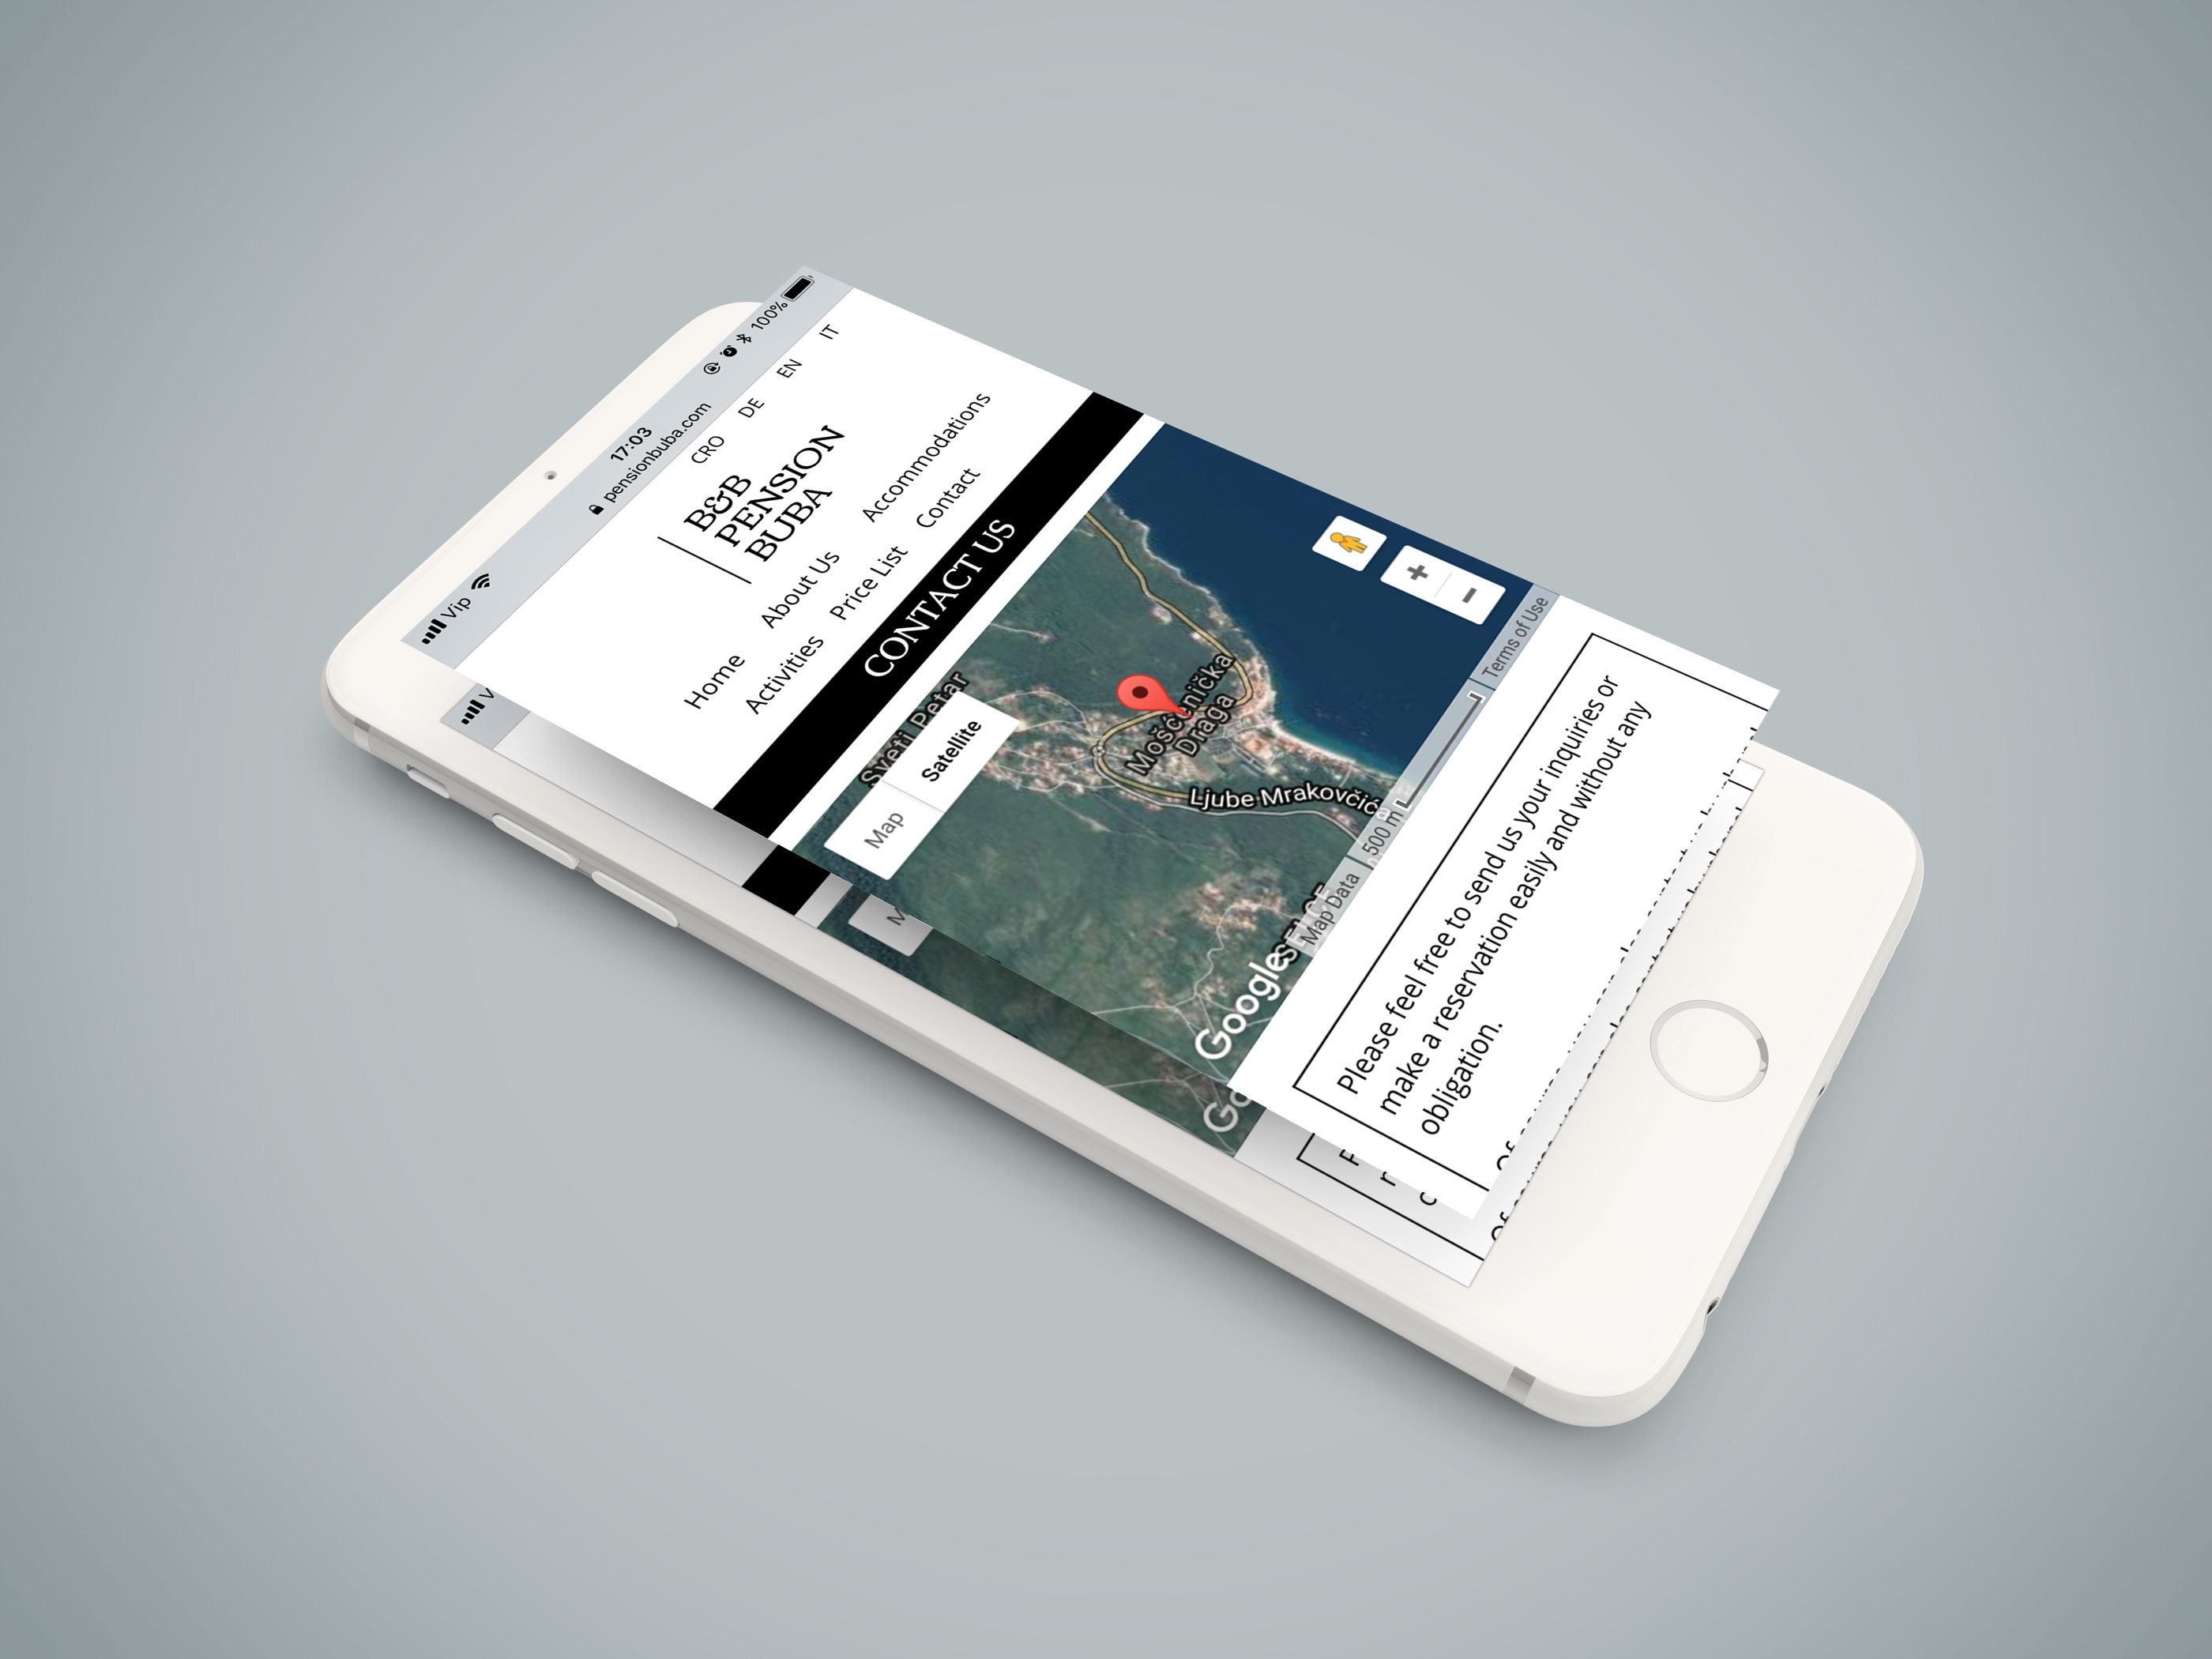 Vip 17:03 100%
pensionbuba.com
CRO DE EN IT
B&B
PENSION
BUBA
Home About Us Accommodations
Activities Price List Contact
CONTACT US
Sveti Petar
Map Satellite
Mošćenička
Draga
Ljube Mrakovčić
Google
Map Data 500 m Terms of Use
Please feel free to send us your inquiries or
make a reservation easily and without any
obligation.